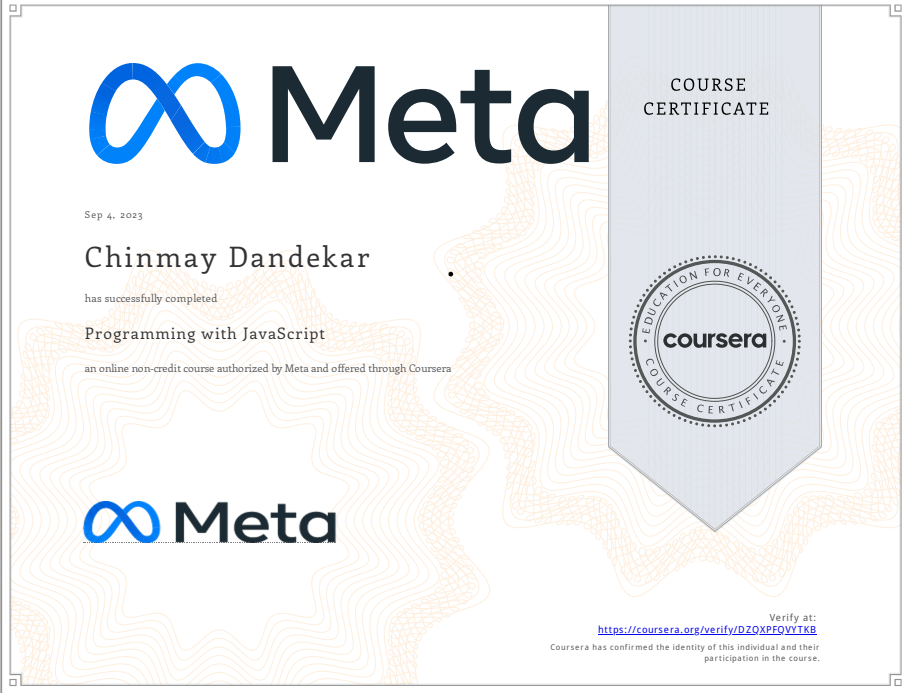 Meta
COURSE
CERTIFICATE
Sep 4, 2023
Chinmay Dandekar
has successfully completed
Programming with JavaScript
an online non-credit course authorized by Meta and offered through Coursera
EDUCATION FOR EVERYONE
coursera
COURSE CERTIFICATE
Meta
Verify at:
https://coursera.org/verify/DZQXPFQVYTKB
Coursera has confirmed the identity of this individual and their
participation in the course.